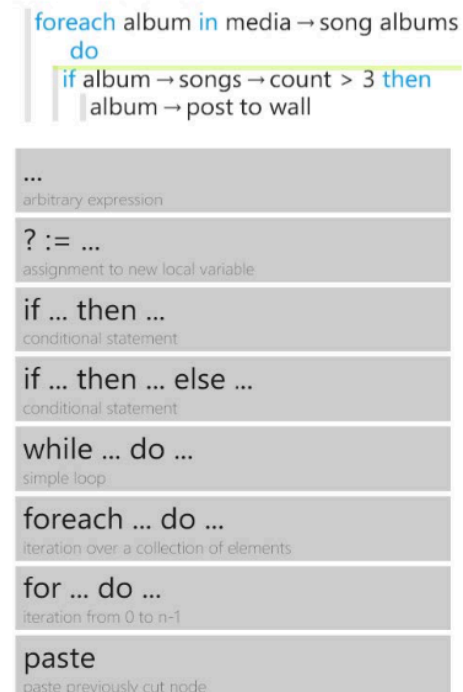 foreach album in media → song albums
do
if album → songs → count > 3 then
album → post to wall
...
arbitrary expression
? := ...
assignment to new local variable
if ... then ...
conditional statement
if ... then ... else ...
conditional statement
while ... do ...
simple loop
foreach ... do ...
iteration over a collection of elements
for ... do ...
iteration from 0 to n-1
paste
paste previously cut node